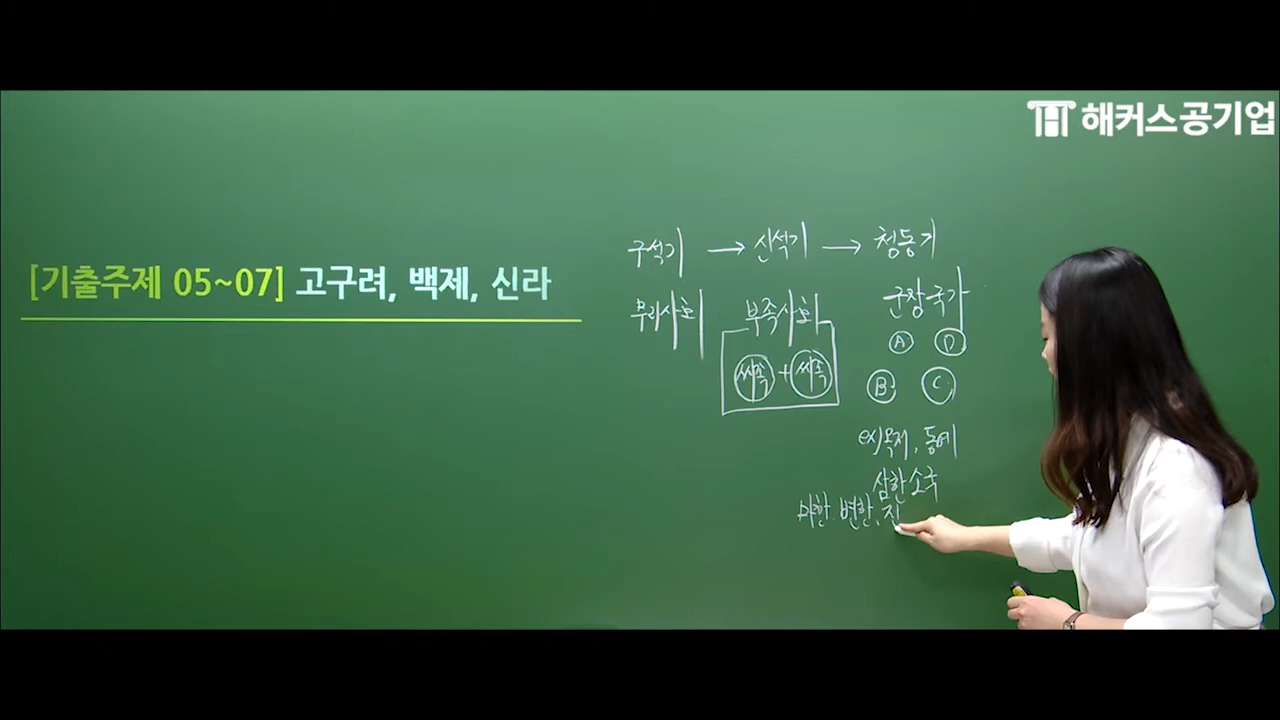 해커스공기업
[기출주제 05~07] 고구려, 백제, 신라
구석기 → 신석기 → 청동기
무리사회 부족사회 군장국가
A D
씨족 + 씨족
B C
ex) 옥저, 동예
삼한 소국
마한. 변한, 진